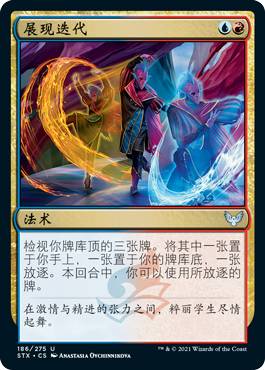 展现迭代
法术
检视你牌库顶的三张牌。将其中一张置
于你手上，一张置于你的牌库底，一张
放逐。本回合中，你可以使用所放逐的
牌。
在激情与精进的张力之间，粹丽学生尽情
起舞。
186/275 U
STX • CS ANASTASIA OVCHINNIKOVA
™ & © 2021 Wizards of the Coast